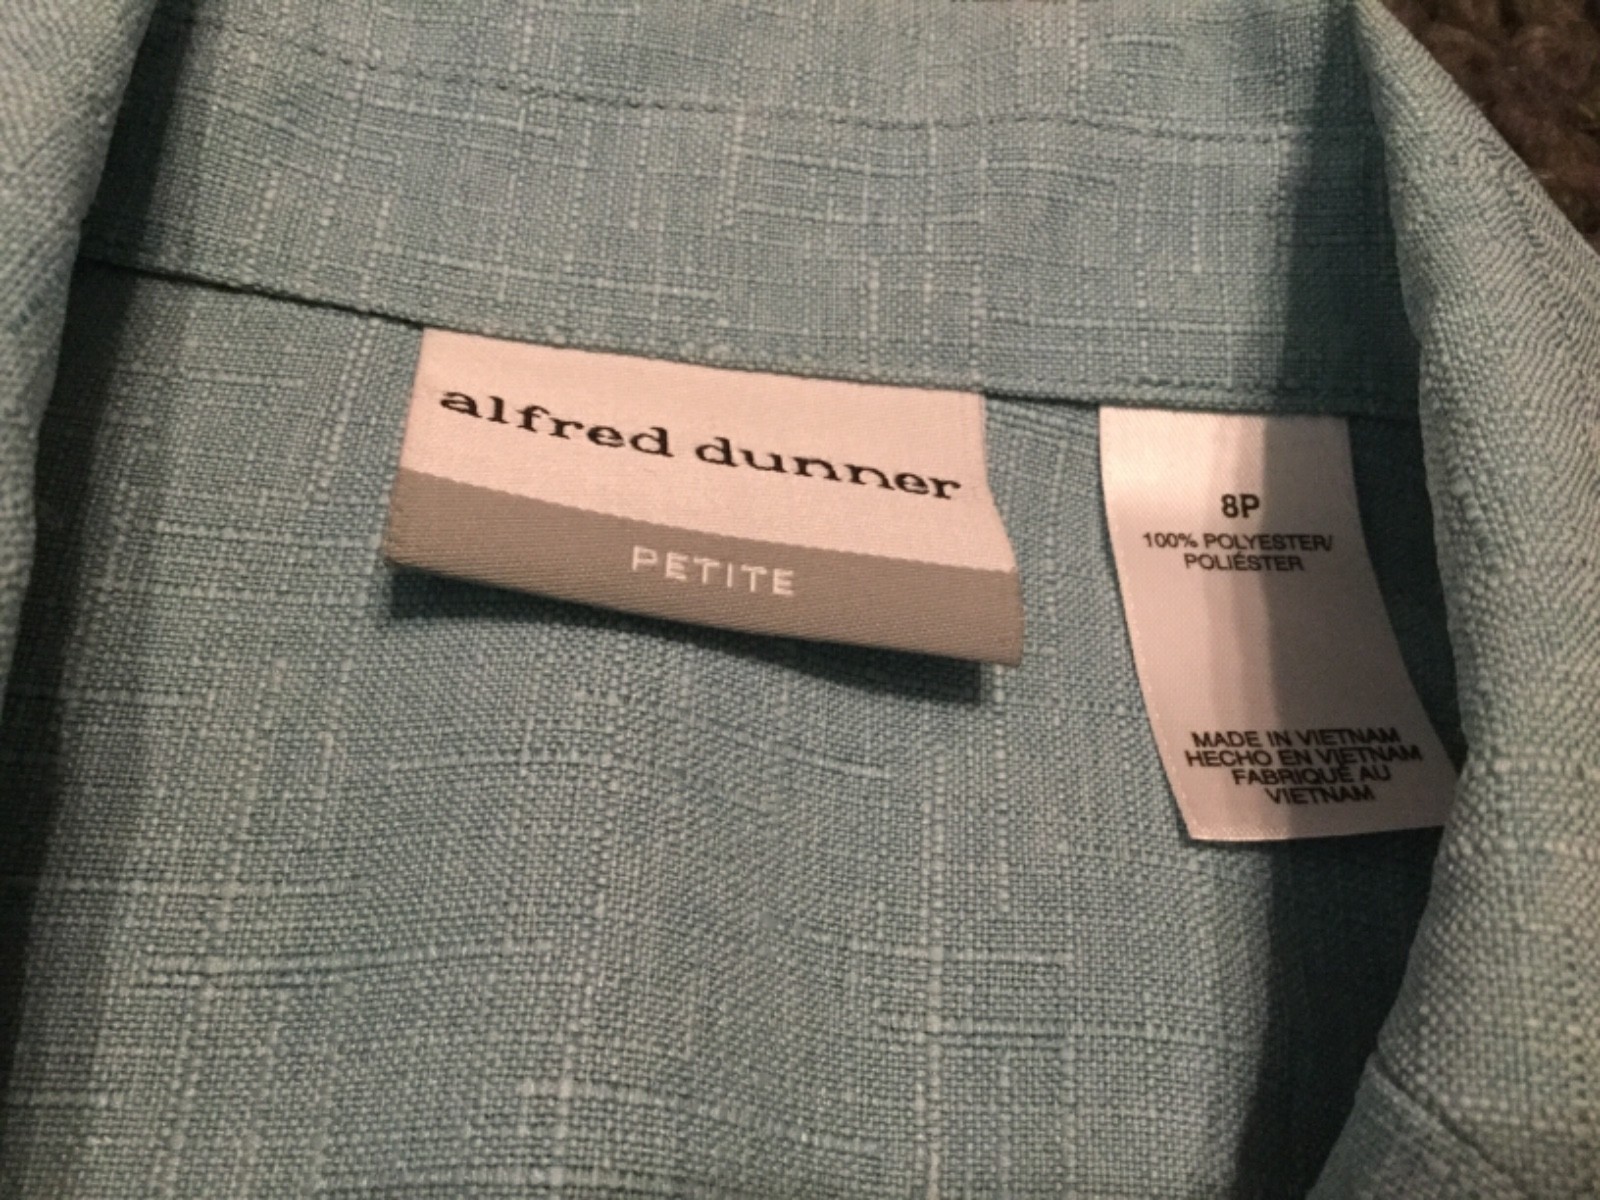 alfred dunner
PETITE
8P
100% POLYESTER/
POLIÉSTER
MADE IN VIETNAM
HECHO EN VIETNAM
FABRIQUÉ AU
VIETNAM